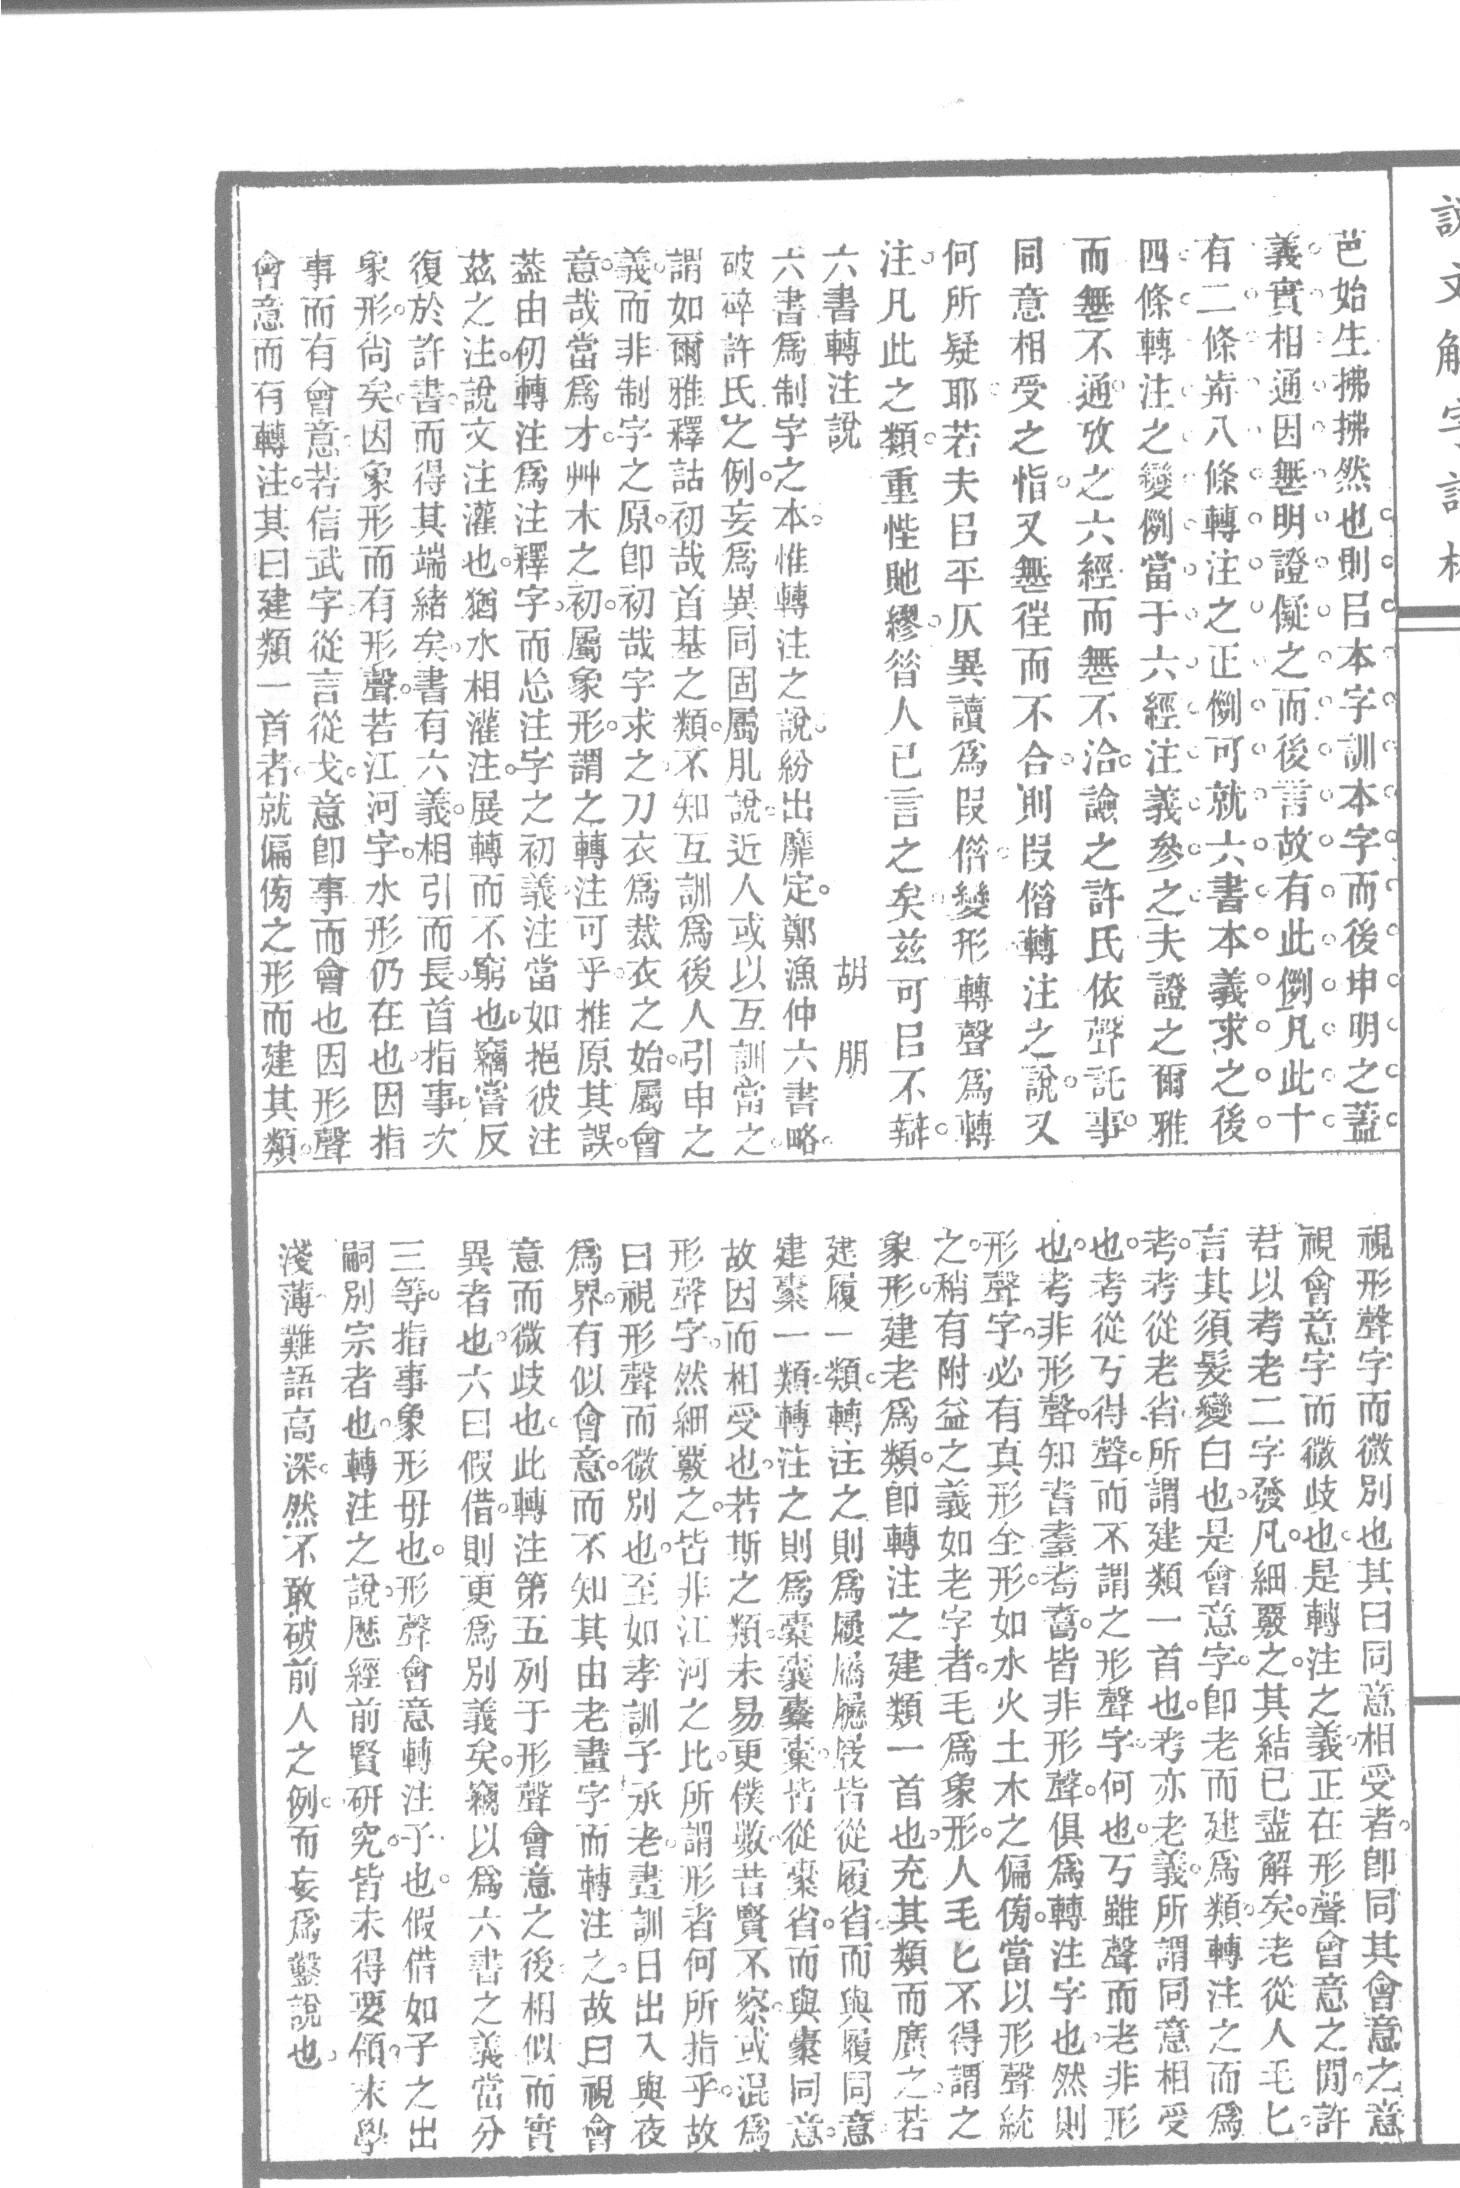 說文解字詁林
芑始生拂拂然也則㠯本字訓本字而後申明之蓋
義實相通因無明證儗之而後言故有此例凡此十
有二條前八條轉注之正例可就六書本義求之後
四條轉注之變例當于六經注義參之夫證之爾雅
而無不通攷之六經而無不洽諗之許氏依聲託事
同意相受之恉又無徃而不合則叚借轉注之說又
何所疑耶若夫㠯平仄異讀爲叚借變形轉聲爲轉
注凡此之類重悂貤繆昔人已言之矣茲可㠯不辯
六書轉注說
胡朋
六書爲制字之本惟轉注之說紛出靡定鄭漁仲六書略
破碎許氏之例妄爲異同固屬肊說近人或以互訓當之
謂如爾雅釋詁初哉首基之類不知互訓爲後人引申之
義而非制字之原卽初哉字求之刀衣爲裁衣之始屬會
意哉當爲才艸木之初屬象形謂之轉注可乎推原其誤
蓋由仞轉注爲注釋字而忘注字之初義注當如挹彼注
茲之注說文注灌也猶水相灌注展轉而不窮也竊嘗反
復於許書而得其端緖矣書有六義相引而長首指事次
象形尙矣因象形而有形聲若江河字水形仍在也因指
事而有會意若信武字從言從戈意卽事而會也因形聲
會意而有轉注其曰建類一首者就偏傍之形而建其類
視形聲字而微別也其曰同意相受者卽同其會意之意
視會意字而微歧也是轉注之義正在形聲會意之閒許
君以考老二字發凡細覈之其結已盡解矣老從人毛匕
言其須髮變白也是會意字卽老而建爲類轉注之而爲
考考從老省所謂建類一首也考亦老義所謂同意相受
也考從丂得聲而不謂之形聲字何也丂雖聲而老非形
也考非形聲知耆耋耇耈皆非形聲俱爲轉注字也然則
形聲字必有真形全形如水火土木之偏傍當以形聲統
之稍有附益之義如老字者毛爲象形人毛匕不得謂之
象形建老爲類卽轉注之建類一首也充其類而廣之若
建履一類轉注之則爲屨屩屧屐皆從履省而與履同意
建橐一類轉注之則爲橐囊櫜㯱皆從橐省而與橐同意
故因而相受也若斯之類未易更僕數昔賢不察或混爲
形聲字然細覈之皆非江河之比所謂形者何所指乎故
曰視形聲而微別也至如孝訓子承老晝訓日出入與夜
爲界有似會意而不知其由老畫字而轉注之故曰視會
意而微歧也此轉注第五列于形聲會意之後相似而實
異者也六曰假借則更爲別義矣竊以爲六書之義當分
三等指事象形毋也形聲會意轉注子也假借如子之出
嗣別宗者也轉注之說歷經前賢硏究皆未得要領末學
淺薄難語高深然不敢破前人之例而妄爲鑿說也